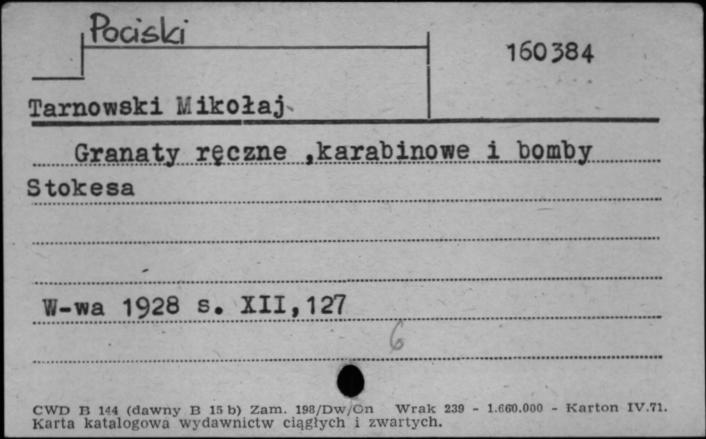 Pociski
160384
Tarnowski Mikołaj
Granaty ręczne ,karabinowe i bomby
Stokesa
W-wa 1928 s. XII,127
6
CWD B 144 (dawny B 15 b) Zam. 198/Dw/Gn Wrak 239 - 1.660.000 - Karton IV.71.
Karta katalogowa wydawnictw ciągłych i zwartych.